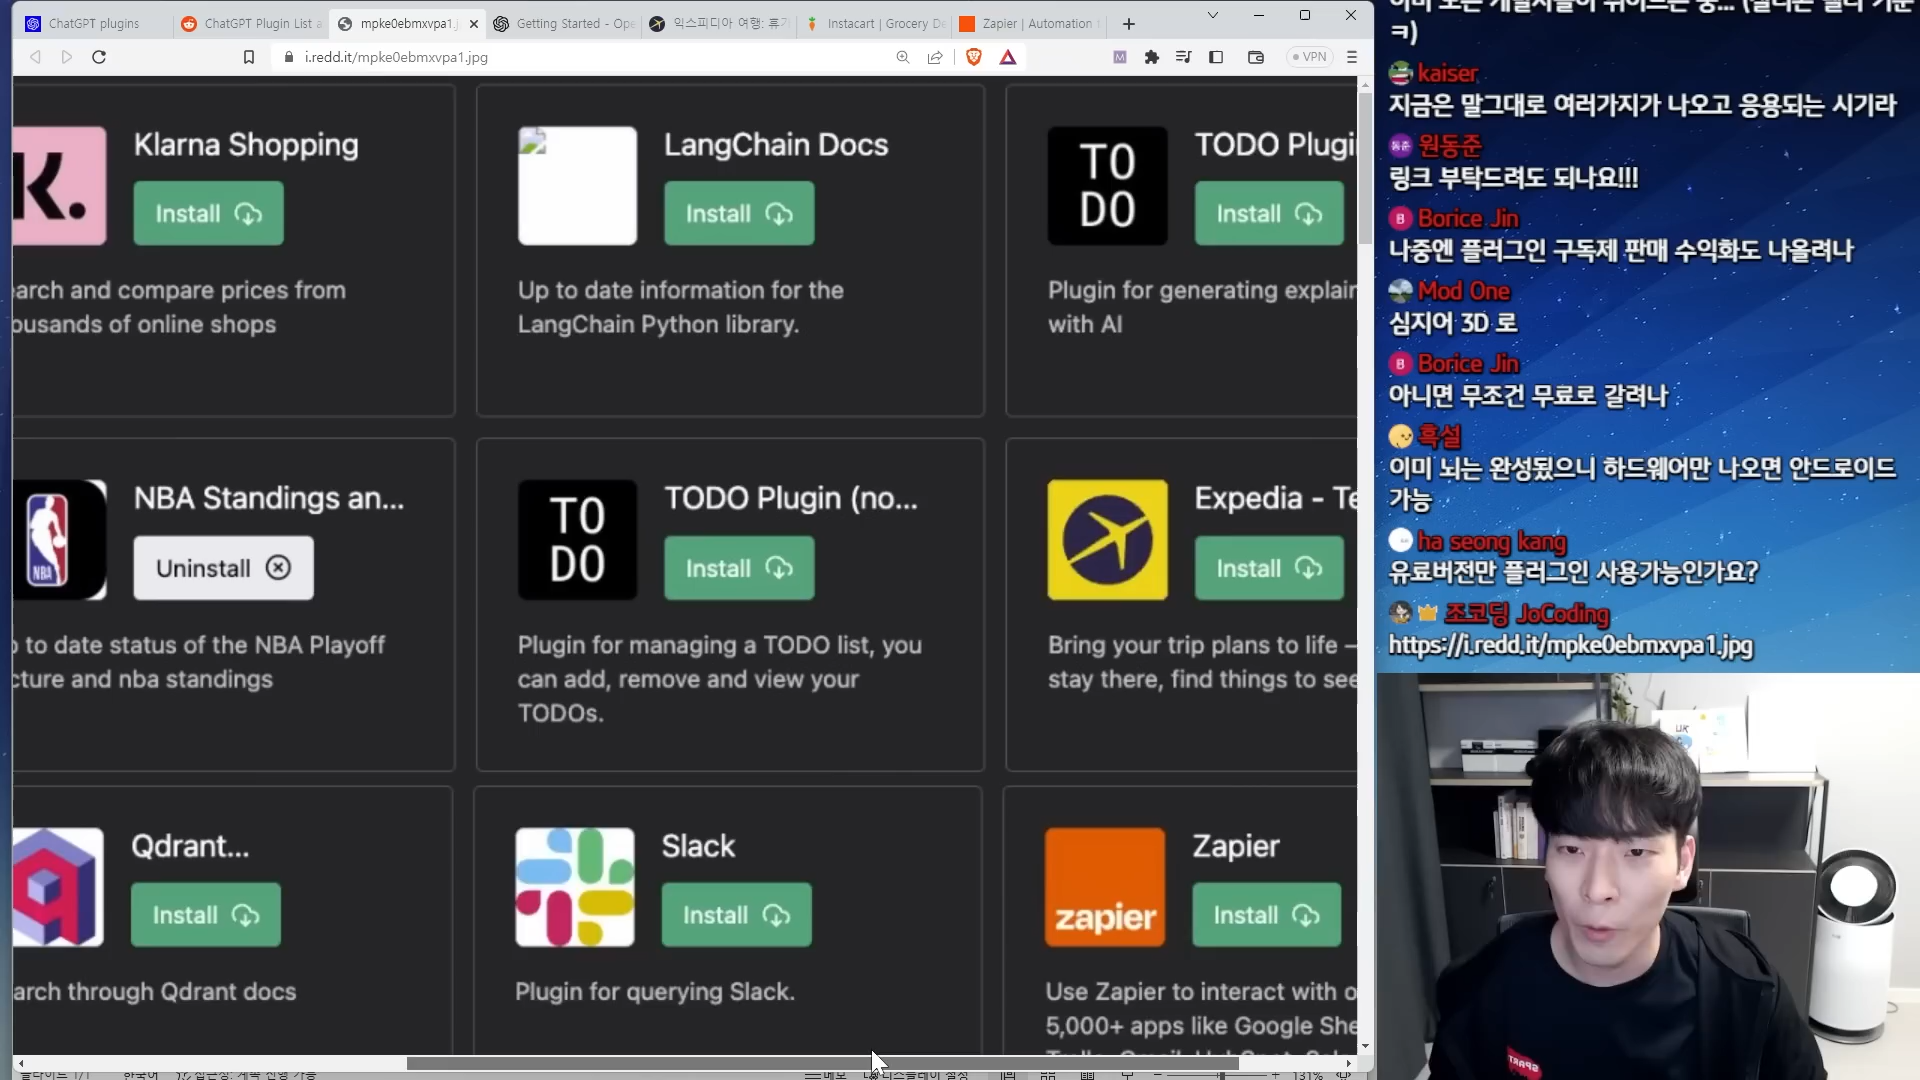 ChatGPT plugins
ChatGPT Plugin List a
mpke0ebmxvpa1.j
Getting Started - Ope
익스피디아 여행: 휴가
Instacart | Grocery De
Zapier | Automation
i.redd.it/mpke0ebmxvpa1.jpg
VPN
K.
Klarna Shopping
Install
arch and compare prices from
ousands of online shops
LangChain Docs
Install
Up to date information for the
LangChain Python library.
TO
DO
TODO Plugi
Install
Plugin for generating explai
with AI
NBA
NBA Standings an...
Uninstall
to date status of the NBA Playoff
cture and nba standings
TO
DO
TODO Plugin (no...
Install
Plugin for managing a TODO list, you
can add, remove and view your
TODOs.
Expedia - Te
Install
Bring your trip plans to life –
stay there, find things to see
Qdrant...
Install
arch through Qdrant docs
Slack
Install
Plugin for querying Slack.
zapier
Zapier
Install
Use Zapier to interact with o
5,000+ apps like Google She
131%
ㅋ)
kaiser
지금은 말그대로 여러가지가 나오고 응용되는 시기라
동준 원동준
링크 부탁드려도 되나요!!!
B Borice Jin
나중엔 플러그인 구독제 판매 수익화도 나올려나
Mod One
심지어 3D 로
B Borice Jin
아니면 무조건 무료로 갈려나
흑설
이미 뇌는 완성됬으니 하드웨어만 나오면 안드로이드
가능
ha seong kang
유료버전만 플러그인 사용가능인가요?
조코딩 JoCoding
https://i.redd.it/mpke0ebmxvpa1.jpg